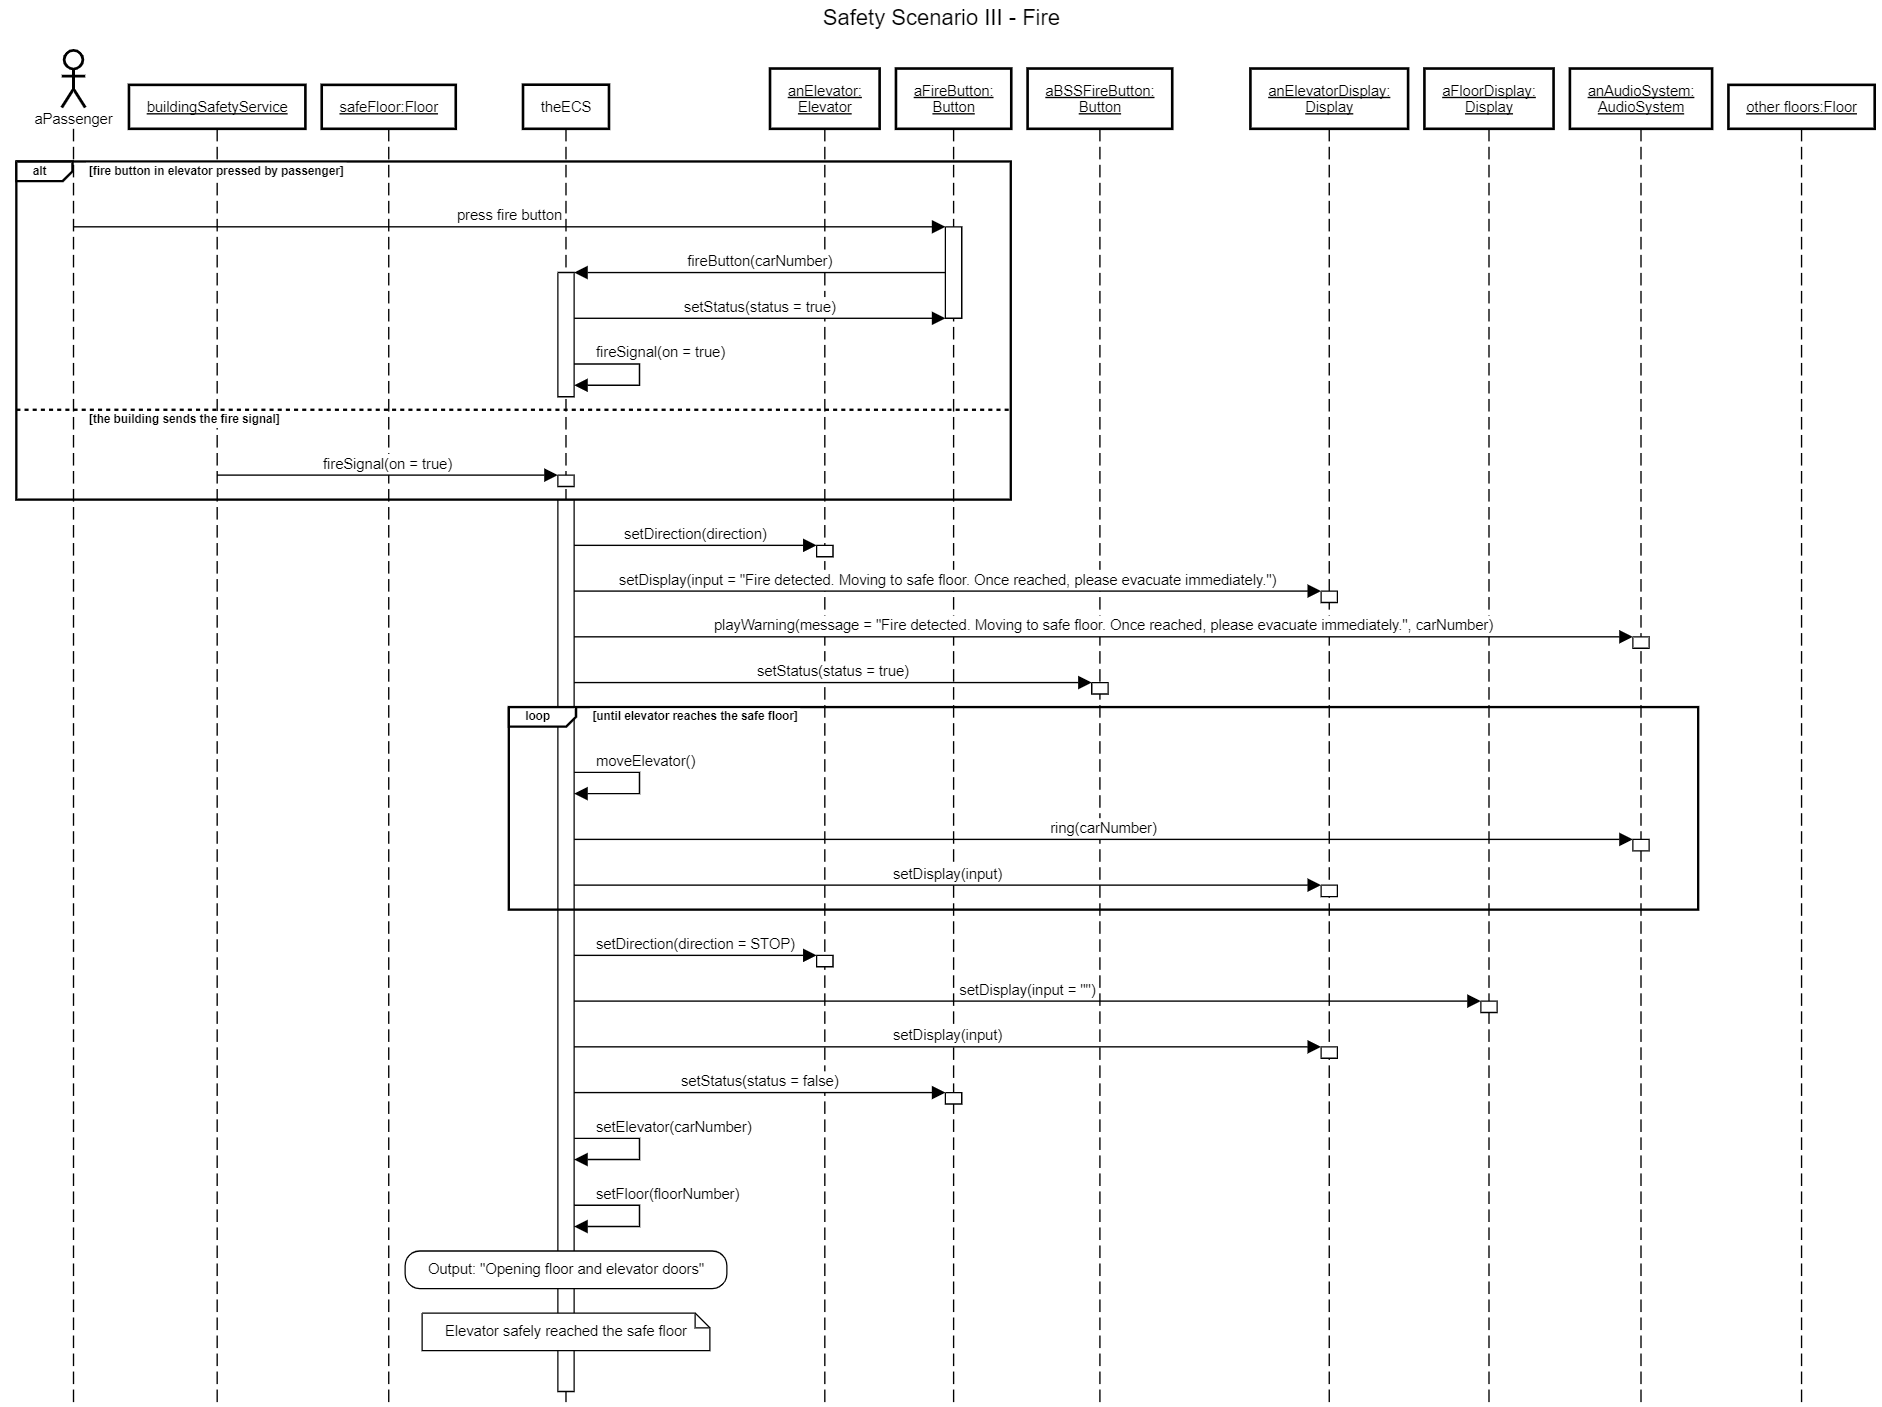 Safety Scenario III - Fire
aPassenger
buildingSafetyService
safeFloor:Floor
theECS
anElevator:
Elevator
aFireButton:
Button
aBSSFireButton:
Button
anElevatorDisplay:
Display
aFloorDisplay:
Display
anAudioSystem:
AudioSystem
other floors:Floor
alt
[fire button in elevator pressed by passenger]
press fire button
fireButton(carNumber)
setStatus(status = true)
fireSignal(on = true)
[the building sends the fire signal]
fireSignal(on = true)
setDirection(direction)
setDisplay(input = "Fire detected. Moving to safe floor. Once reached, please evacuate immediately.")
playWarning(message = "Fire detected. Moving to safe floor. Once reached, please evacuate immediately.", carNumber)
setStatus(status = true)
loop
[until elevator reaches the safe floor]
moveElevator()
ring(carNumber)
setDisplay(input)
setDirection(direction = STOP)
setDisplay(input = "")
setDisplay(input)
setStatus(status = false)
setElevator(carNumber)
setFloor(floorNumber)
Output: "Opening floor and elevator doors"
Elevator safely reached the safe floor